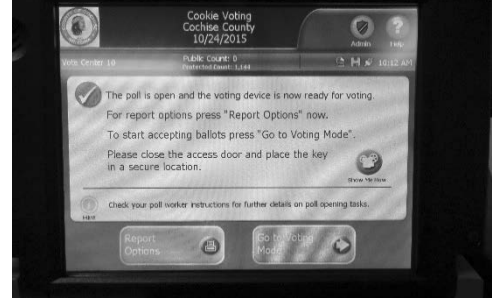 Cookie Voting
Cochise County
10/24/2015
Admin
Help
Vote Center 10
Public Count: 0
Protected Count: 1,144
10:12 AM
The poll is open and the voting device is now ready for voting.
For report options press "Report Options" now.
To start accepting ballots press "Go to Voting Mode".
Please close the access door and place the key
in a secure location.
Show Me How
Hint
Check your poll worker instructions for further details on poll opening tasks.
Report
Options
Go to Voting
Mode